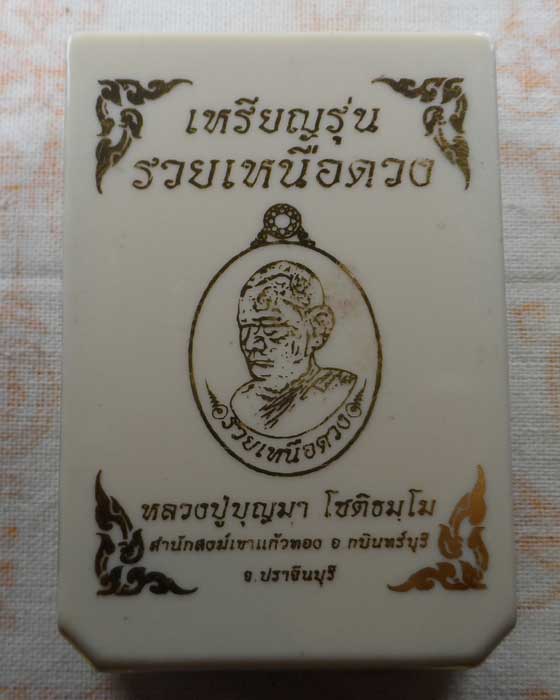 เหรียญรุ่น
รวยเหนือดวง
รวยเหนือดวง
หลวงปู่บุญมา โชติธมฺโม
สำนักสงฆ์เขาแก้วทอง อ กบินทร์บุรี
จ.ปราจีนบุรี